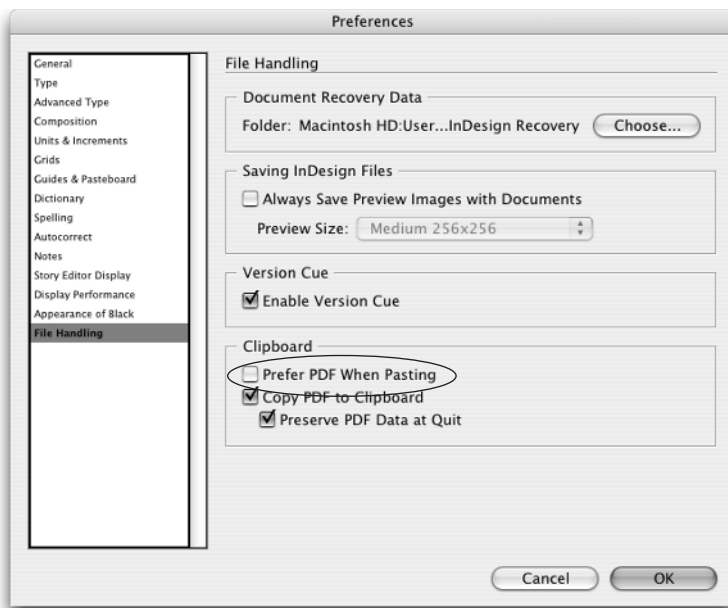 Preferences
General
Type
Advanced Type
Composition
Units & Increments
Grids
Guides & Pasteboard
Dictionary
Spelling
Autocorrect
Notes
Story Editor Display
Display Performance
Appearance of Black
File Handling
File Handling
Document Recovery Data
Folder: Macintosh HD:User...InDesign Recovery Choose...
Saving InDesign Files
Always Save Preview Images with Documents
Preview Size: Medium 256x256
Version Cue
Enable Version Cue
Clipboard
Prefer PDF When Pasting
Copy PDF to Clipboard
Preserve PDF Data at Quit
Cancel OK